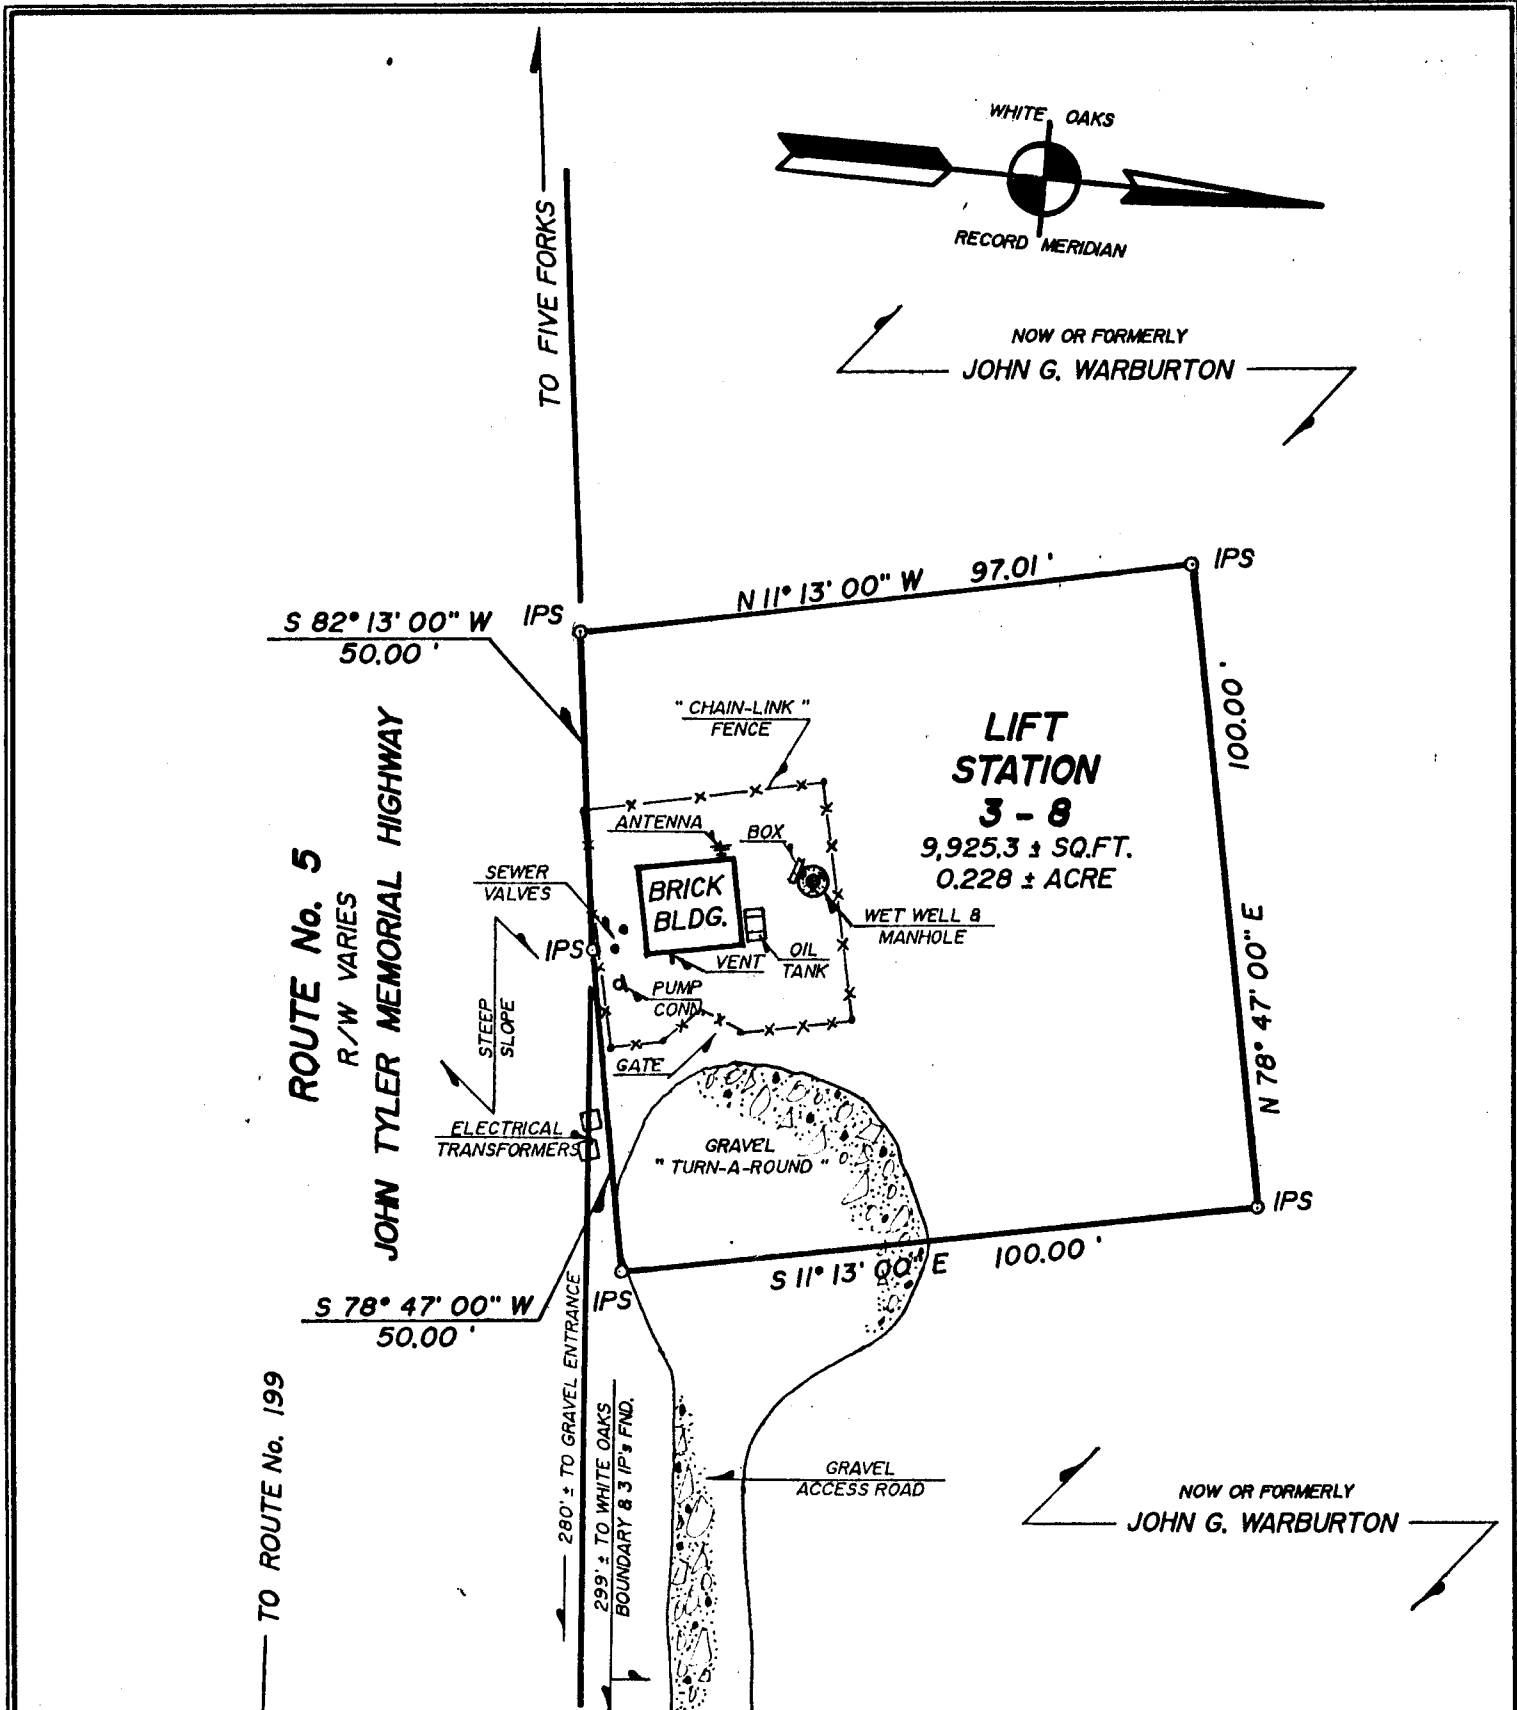 WHITE OAKS
RECORD MERIDIAN
TO FIVE FORKS
NOW OR FORMERLY
JOHN G. WARBURTON
N 11° 13' 00" W 97.01'
IPS
IPS
S 82° 13' 00" W
50.00'
100.00'
N 78° 47' 00" E
" CHAIN-LINK "
FENCE
LIFT
STATION
3 - 8
9,925.3 ± SQ.FT.
0.228 ± ACRE
ANTENNA
BOX
BRICK
BLDG.
SEWER
VALVES
WET WELL &
MANHOLE
OIL
TANK
VENT
IPS
PUMP
CONN.
STEEP
SLOPE
GATE
ROUTE No. 5
R/W VARIES
JOHN TYLER MEMORIAL HIGHWAY
ELECTRICAL
TRANSFORMERS
GRAVEL
" TURN-A-ROUND "
IPS
S 11° 13' 00" E 100.00'
IPS
S 78° 47' 00" W
50.00'
280' ± TO GRAVEL ENTRANCE
299' ± TO WHITE OAKS
BOUNDARY & 3 IP's FND.
TO ROUTE No. 199
GRAVEL
ACCESS ROAD
NOW OR FORMERLY
JOHN G. WARBURTON